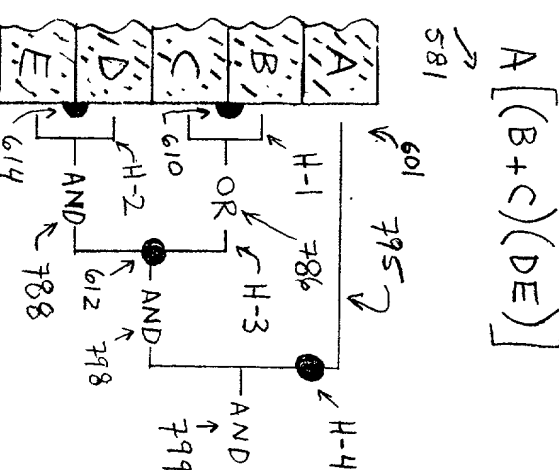 A[(B+C)(DE)]
581
601
795
A
H-4
H-1
786
B
H-3
OR
AND
C
610
799
AND
H-2
D
612
798
AND
E
614
788